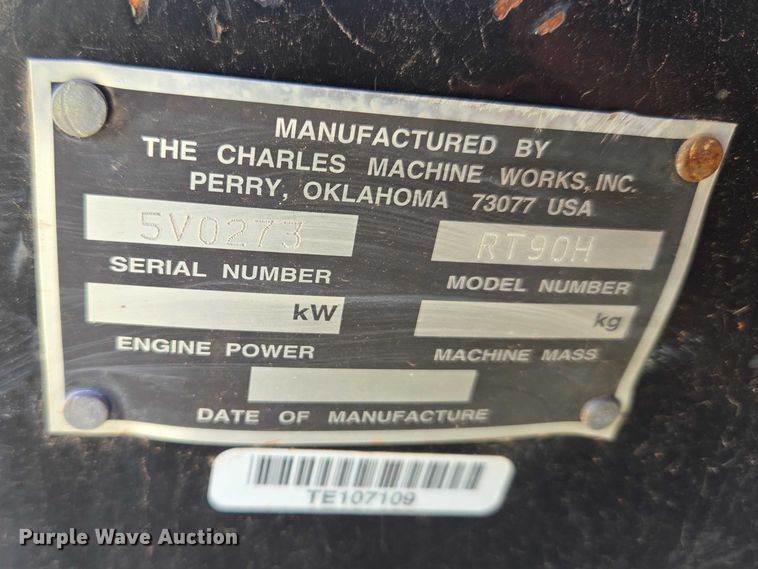 MANUFACTURED BY
THE CHARLES MACHINE WORKS, INC.
PERRY, OKLAHOMA 73077 USA
5V0273 RT90H
SERIAL NUMBER MODEL NUMBER
kW kg
ENGINE POWER MACHINE MASS
DATE OF MANUFACTURE
TE107109
Purple Wave Auction